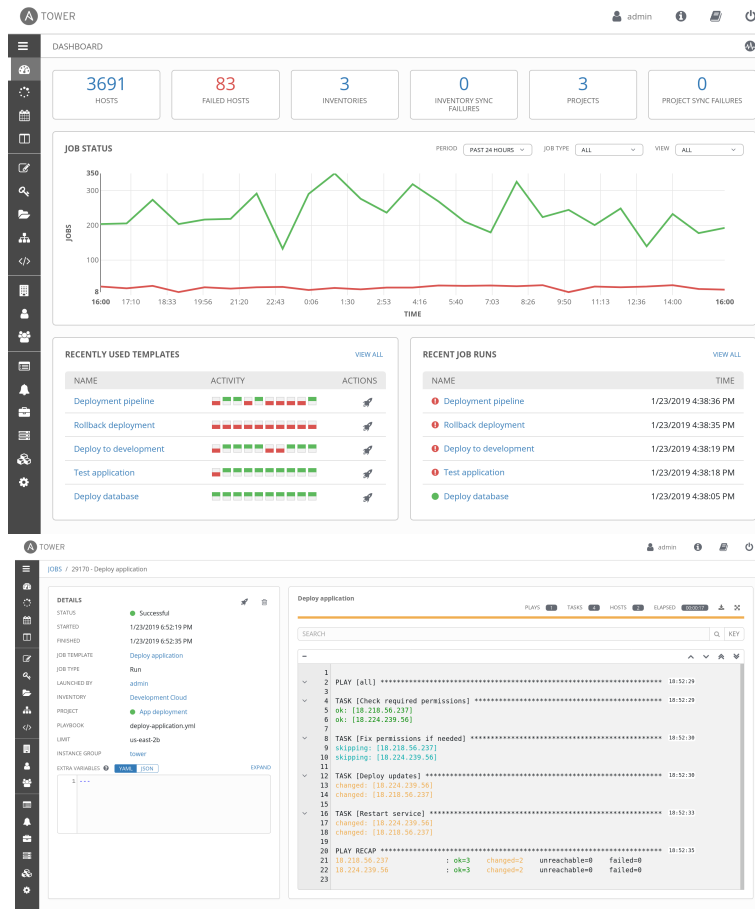 A TOWER admin
DASHBOARD
3691 83 3 0 3 0
HOSTS FAILED HOSTS INVENTORIES INVENTORY SYNC FAILURES PROJECTS PROJECT SYNC FAILURES
JOB STATUS PERIOD PAST 24 HOURS JOB TYPE ALL VIEW ALL
350
300
200
100
8
JOBS
16:00 17:10 18:33 19:56 21:20 22:43 0:06 1:30 2:53 4:16 5:40 7:03 8:26 9:50 11:13 12:36 14:00 16:00
TIME
RECENTLY USED TEMPLATES VIEW ALL
NAME ACTIVITY ACTIONS
Deployment pipeline
Rollback deployment
Deploy to development
Test application
Deploy database
RECENT JOB RUNS VIEW ALL
NAME TIME
Deployment pipeline 1/23/2019 4:38:36 PM
Rollback deployment 1/23/2019 4:38:35 PM
Deploy to development 1/23/2019 4:38:19 PM
Test application 1/23/2019 4:38:18 PM
Deploy database 1/23/2019 4:38:05 PM
A TOWER admin
JOBS / 29170 - Deploy application
DETAILS
STATUS Successful
STARTED 1/23/2019 6:52:19 PM
FINISHED 1/23/2019 6:52:35 PM
JOB TEMPLATE Deploy application
JOB TYPE Run
LAUNCHED BY admin
INVENTORY Development Cloud
PROJECT App deployment
PLAYBOOK deploy-application.yml
LIMIT us-east-2b
INSTANCE GROUP tower
EXTRA VARIABLES YAML JSON EXPAND
1 ---
Deploy application
PLAYS 1 TASKS 4 HOSTS 2 ELAPSED 00:00:17
SEARCH KEY
1
2 PLAY [all] ********************************************************************** 18:52:29
3
4 TASK [Check required permissions] *********************************************** 18:52:29
5 ok: [18.218.56.237]
6 ok: [18.224.239.56]
7
8 TASK [Fix permissions if needed] ************************************************ 18:52:30
9 skipping: [18.218.56.237]
10 skipping: [18.224.239.56]
11
12 TASK [Deploy updates] *********************************************************** 18:52:30
13 changed: [18.224.239.56]
14 changed: [18.218.56.237]
15
16 TASK [Restart service] ********************************************************** 18:52:33
17 changed: [18.224.239.56]
18 changed: [18.218.56.237]
19
20 PLAY RECAP ********************************************************************** 18:52:35
21 18.218.56.237 : ok=3 changed=2 unreachable=0 failed=0
22 18.224.239.56 : ok=3 changed=2 unreachable=0 failed=0
23